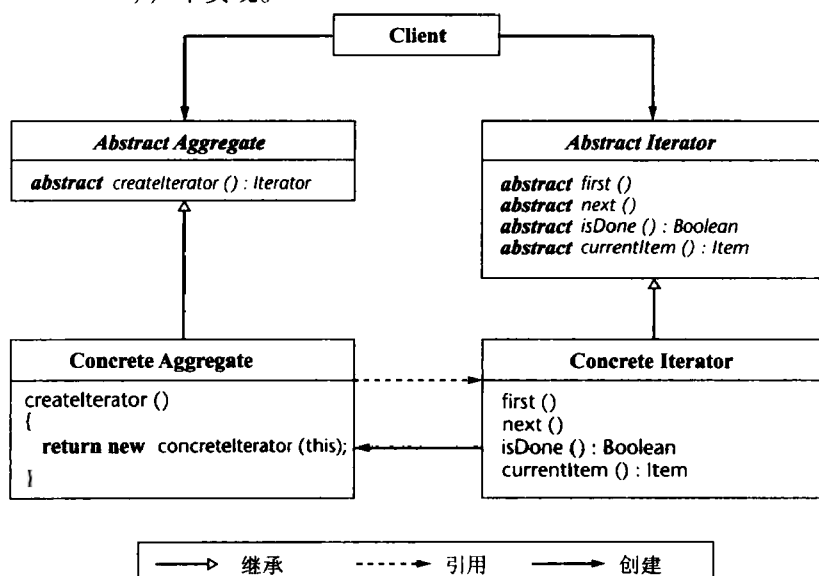 Client
Abstract Aggregate
abstract createIterator () : Iterator
Abstract Iterator
abstract first ()
abstract next ()
abstract isDone () : Boolean
abstract currentItem () : Item
Concrete Aggregate
createIterator ()
{
return new concreteIterator (this);
}
Concrete Iterator
first ()
next ()
isDone () : Boolean
currentItem () : Item
继承 引用 创建